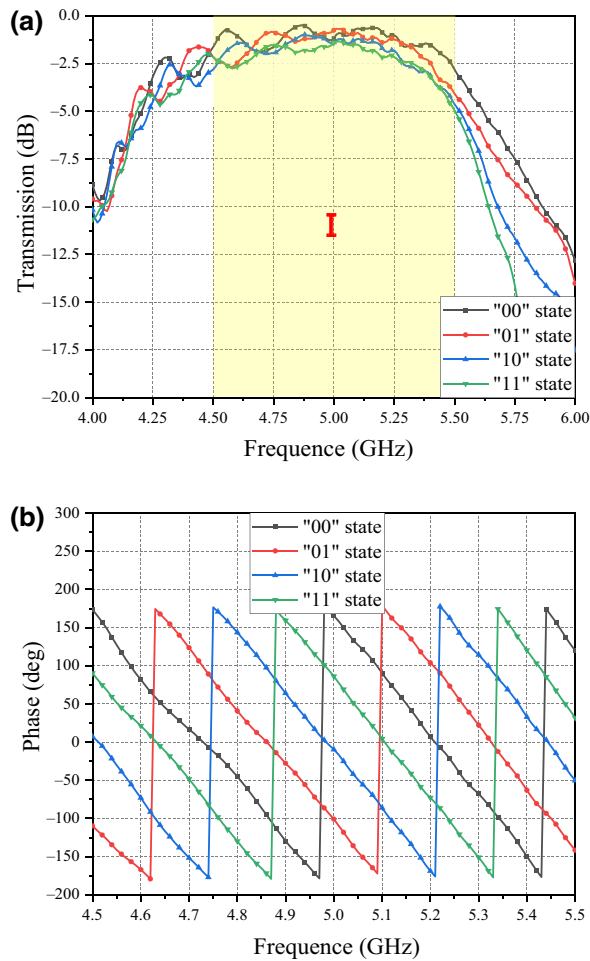 (a)
0.0
−2.5
−5.0
−7.5
−10.0
−12.5
−15.0
−17.5
−20.0
Transmission (dB)
I
"00" state
"01" state
"10" state
"11" state
4.00 4.25 4.50 4.75 5.00 5.25 5.50 5.75 6.00
Frequence (GHz)
(b)
300
250
200
150
100
50
0
−50
−100
−150
−200
Phase (deg)
"00" state
"01" state
"10" state
"11" state
4.5 4.6 4.7 4.8 4.9 5.0 5.1 5.2 5.3 5.4 5.5
Frequence (GHz)